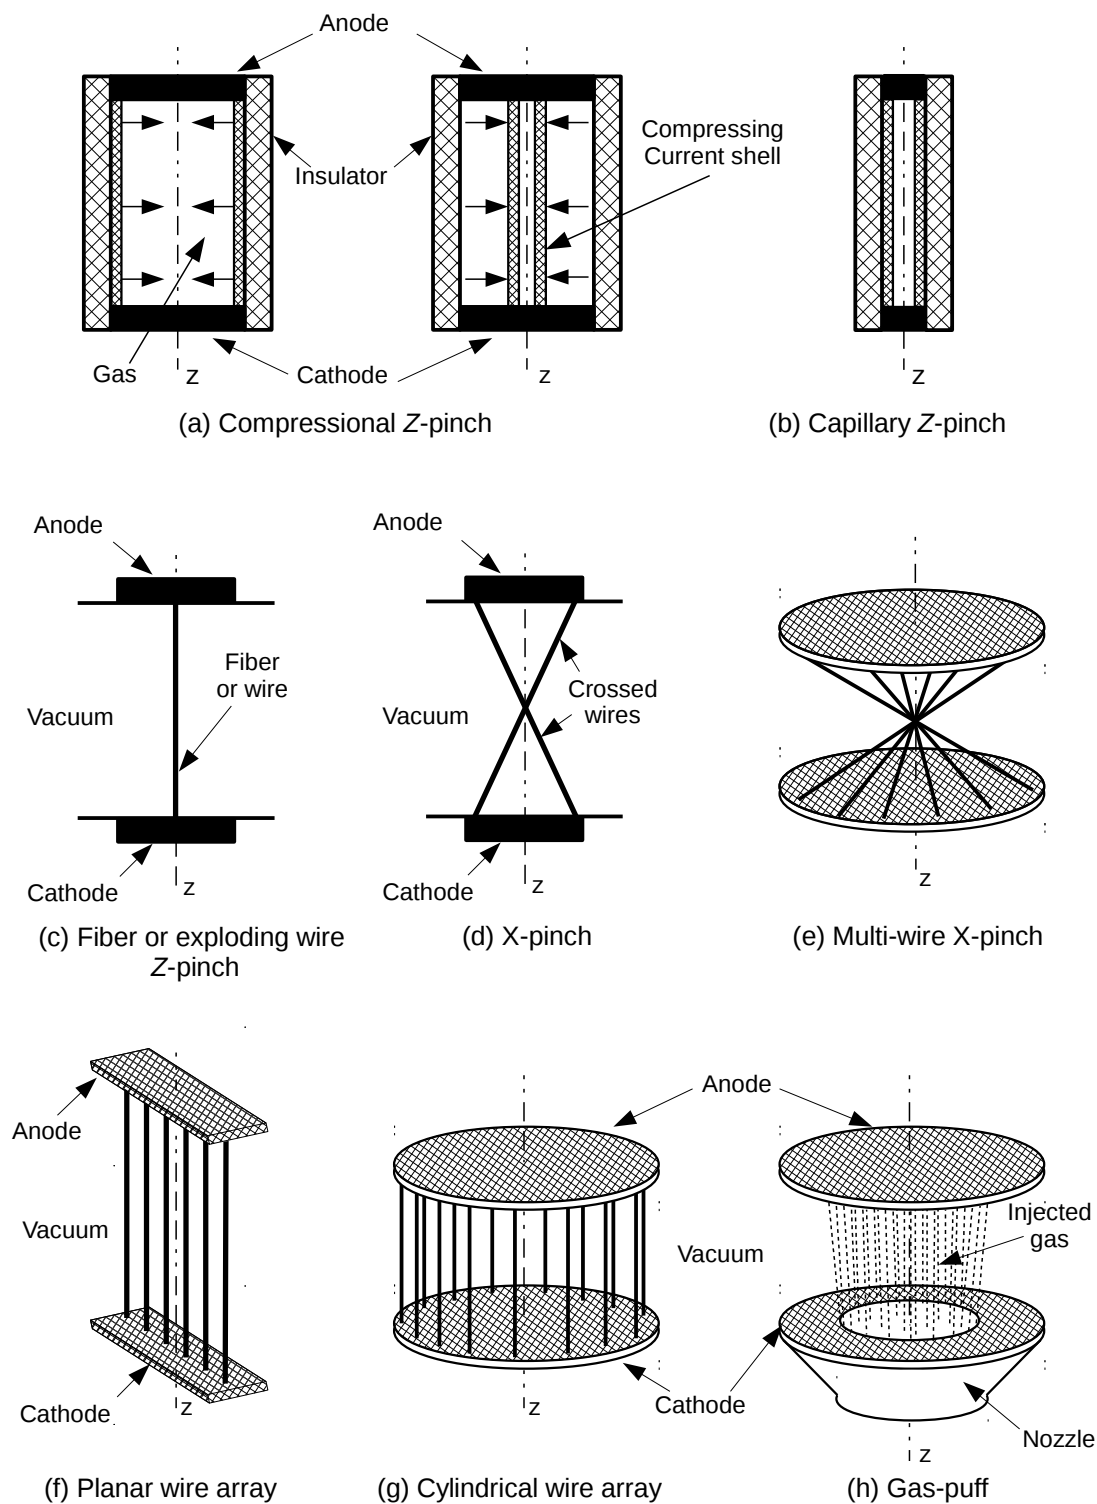 Anode
Compressing
Current shell
Insulator
Gas
z
Cathode
z
z
(a) Compressional Z-pinch
(b) Capillary Z-pinch
Anode
Anode
Fiber
or wire
Vacuum
Crossed
wires
Vacuum
Cathode
z
Cathode
z
z
(c) Fiber or exploding wire
Z-pinch
(d) X-pinch
(e) Multi-wire X-pinch
Anode
Anode
Vacuum
Vacuum
Injected
gas
Cathode
z
z
Cathode
Nozzle
z
(f) Planar wire array
(g) Cylindrical wire array
(h) Gas-puff